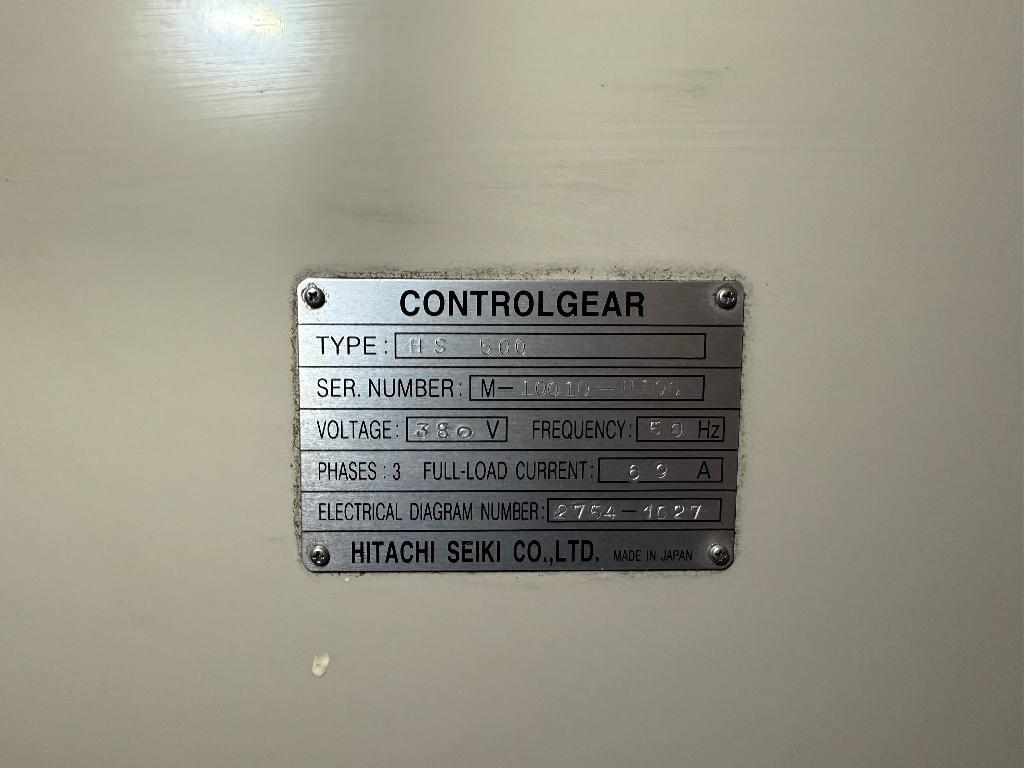 CONTROLGEAR
TYPE: HS 500
SER. NUMBER: M-10010-
VOLTAGE: 380 V FREQUENCY: 50 Hz
PHASES: 3 FULL-LOAD CURRENT: 69 A
ELECTRICAL DIAGRAM NUMBER: 2754-1627
HITACHI SEIKI CO.,LTD. MADE IN JAPAN